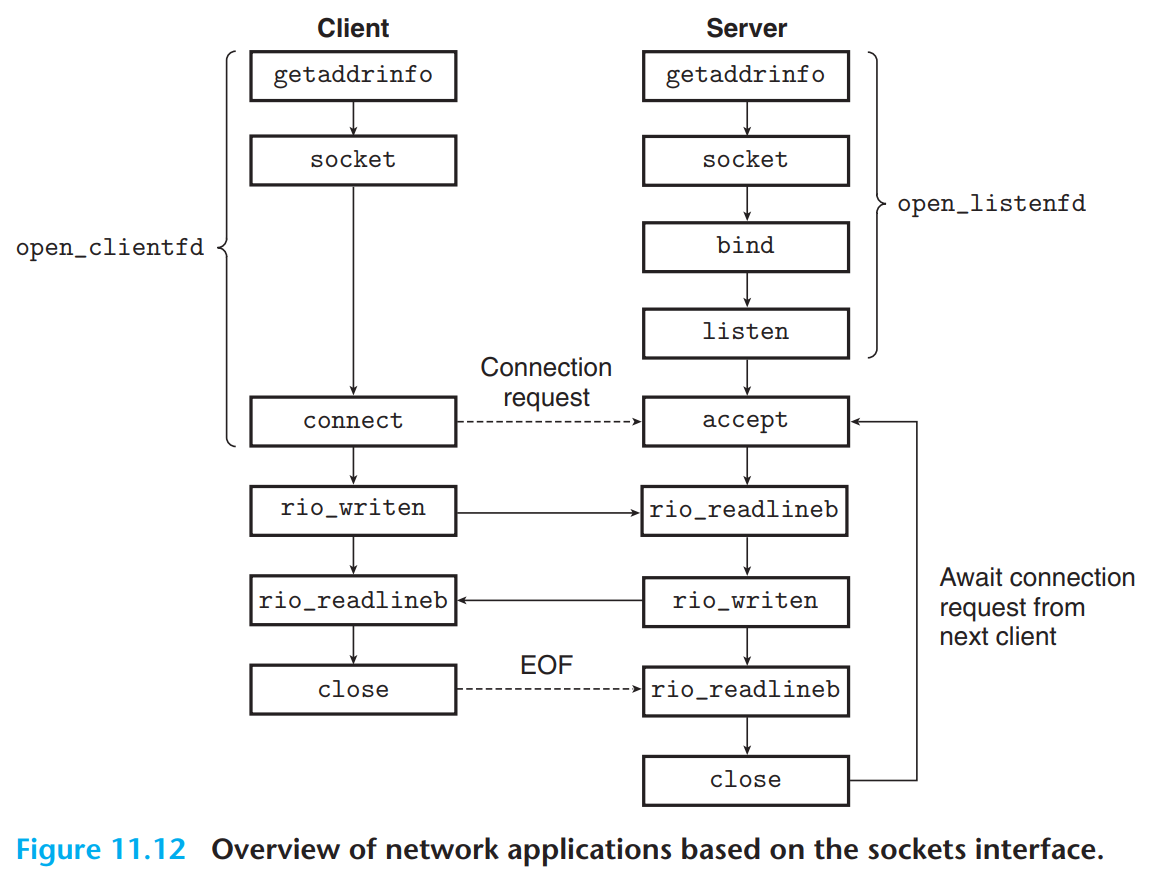 Client
Server
getaddrinfo
getaddrinfo
socket
socket
open_listenfd
open_clientfd
bind
listen
Connection
request
connect
accept
rio_writen
rio_readlineb
Await connection
request from
next client
rio_readlineb
rio_writen
EOF
close
rio_readlineb
close
Figure 11.12 Overview of network applications based on the sockets interface.